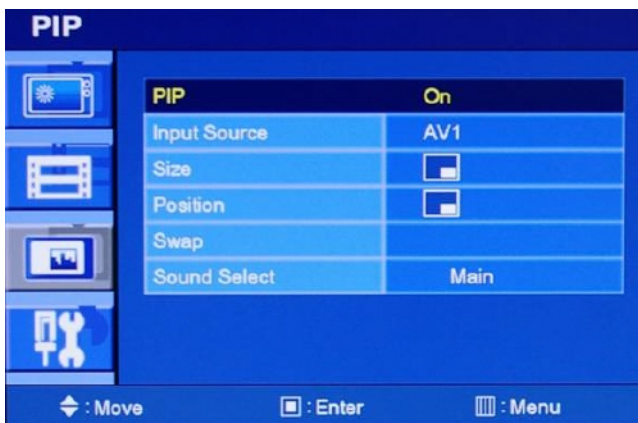 PIP
PIP On
Input Source AV1
Size
Position
Swap
Sound Select Main
: Move : Enter : Menu